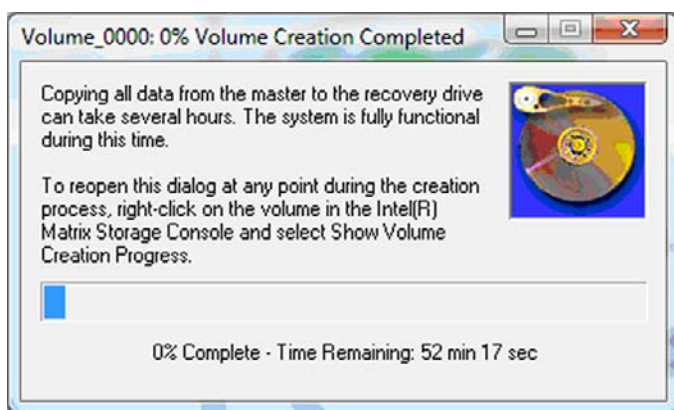 Volume_0000: 0% Volume Creation Completed
Copying all data from the master to the recovery drive
can take several hours. The system is fully functional
during this time.
To reopen this dialog at any point during the creation
process, right-click on the volume in the Intel(R)
Matrix Storage Console and select Show Volume
Creation Progress.
0% Complete - Time Remaining: 52 min 17 sec